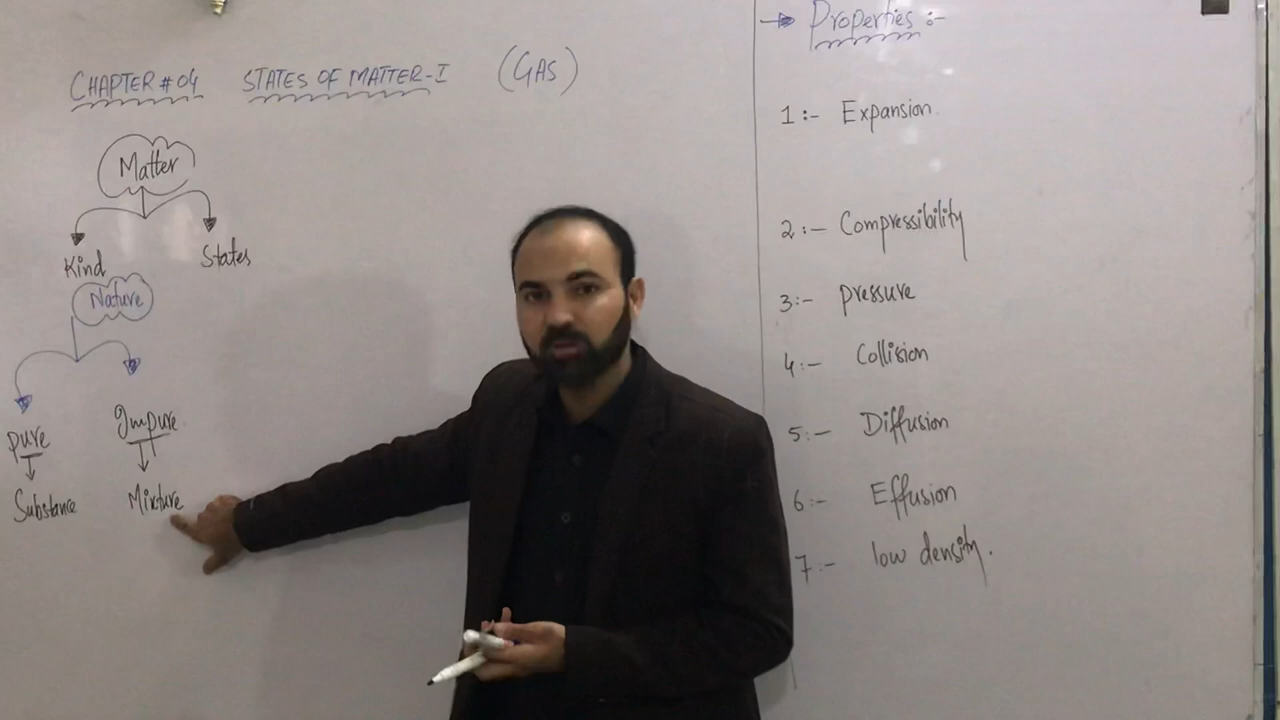 CHAPTER # 04 STATES OF MATTER-I (GAS)
Matter
Kind States
Nature
pure Impure
Substance Mixture
Properties :-
1:- Expansion.
2:- Compressibility
3:- pressure
4:- Collision
5:- Diffusion
6:- Effusion
7:- low density.